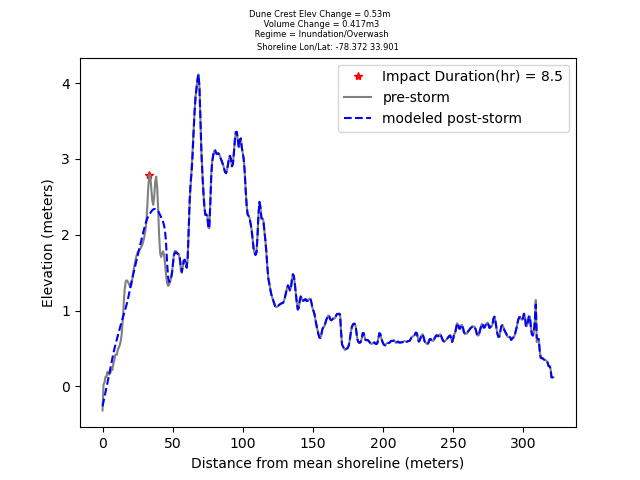 Dune Crest Elev Change = 0.53m
Volume Change = 0.417m3
Regime = Inundation/Overwash
Shoreline Lon/Lat: -78.372 33.901
Impact Duration(hr) = 8.5
pre-storm
modeled post-storm
Elevation (meters)
4
3
2
1
0
0 50 100 150 200 250 300
Distance from mean shoreline (meters)